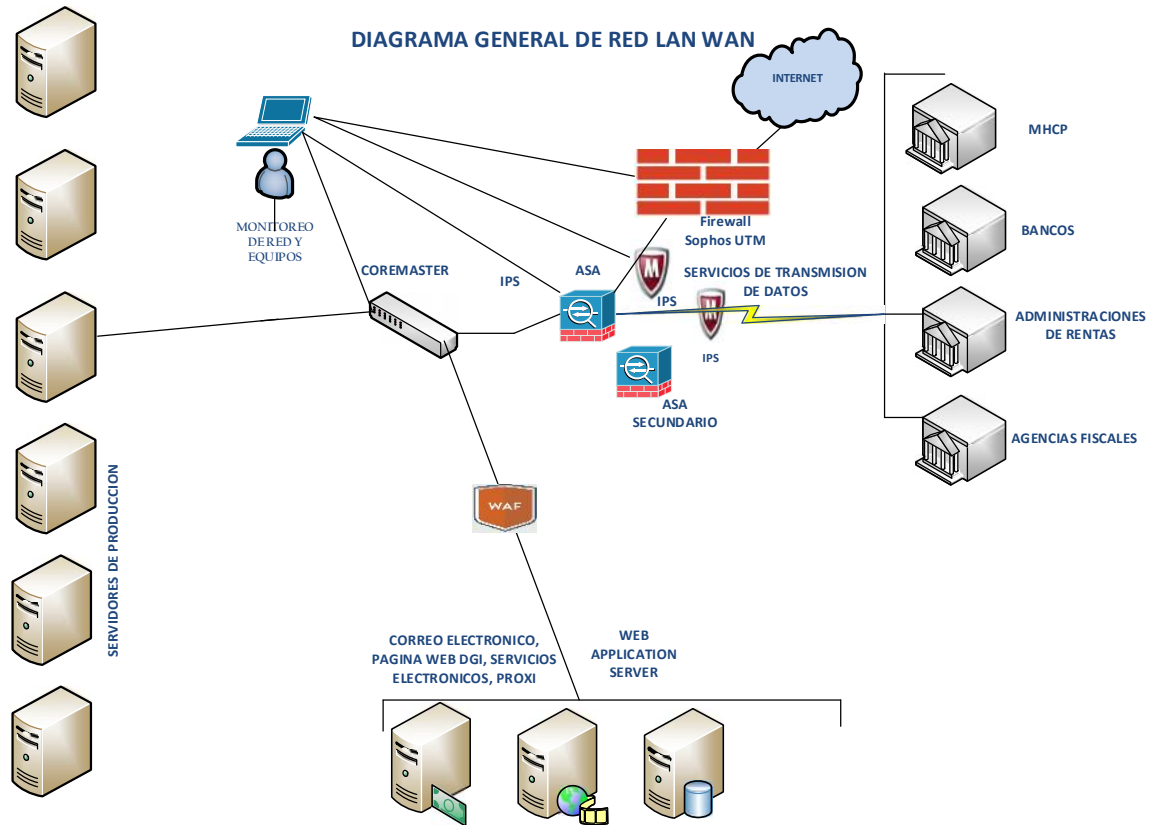 DIAGRAMA GENERAL DE RED LAN WAN
INTERNET
MHCP
MONITOREO
DE RED Y
EQUIPOS
Firewall
Sophos UTM
BANCOS
COREMASTER
IPS
ASA
M
IPS
SERVICIOS DE TRANSMISION
DE DATOS
M
IPS
ADMINISTRACIONES
DE RENTAS
ASA
SECUNDARIO
AGENCIAS FISCALES
SERVIDORES DE PRODUCCION
WAF
CORREO ELECTRONICO,
PAGINA WEB DGI, SERVICIOS
ELECTRONICOS, PROXI
WEB
APPLICATION
SERVER